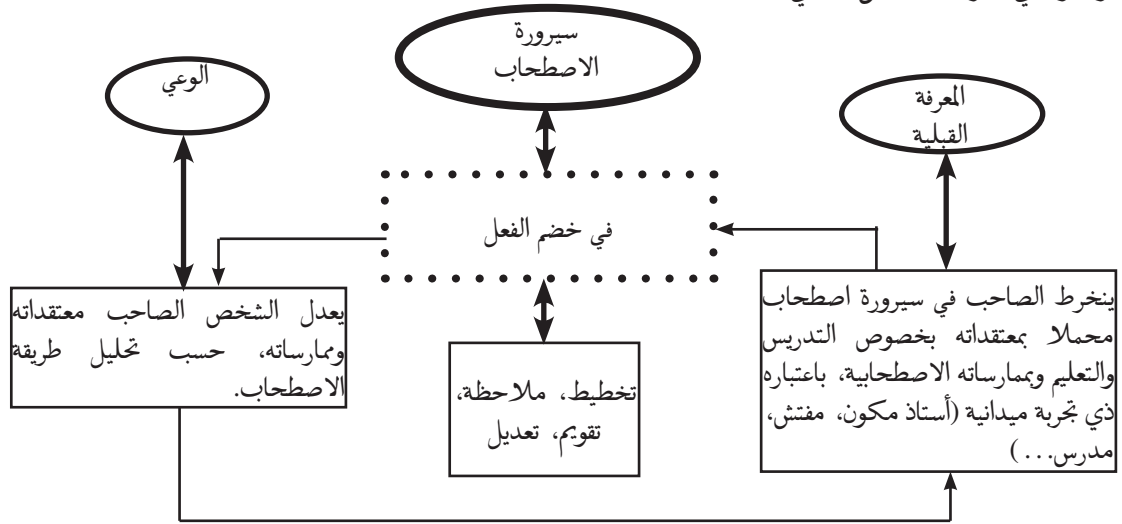 سيرورة
الاصطحاب
المعرفة
القبلية
الوعي
في خضم الفعل
ينخرط الصاحب في سيرورة اصطحاب
محملا بمعتقداته بخصوص التدريس
والتعليم وبممارساته الاصطحابية، باعتباره
ذي تجربة ميدانية (أستاذ مكون، مفتش،
مدرس...)
تخطيط، ملاحظة،
تقويم، تعديل
يعدل الشخص الصاحب معتقداته
وممارساته، حسب تحليل طريقة
الاصطحاب.